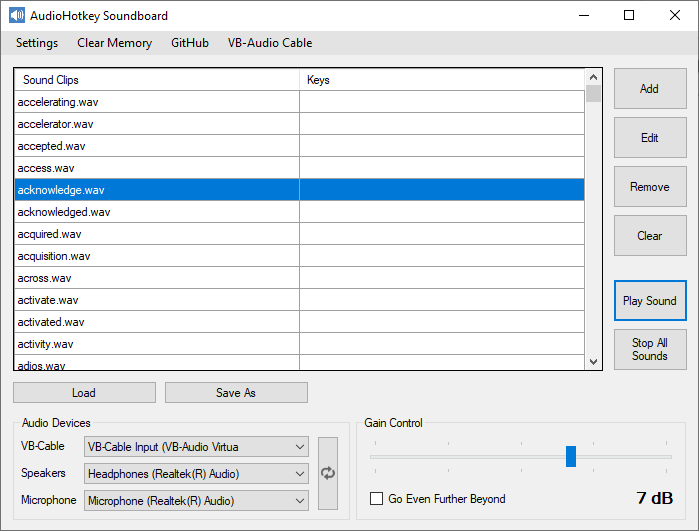 AudioHotkey Soundboard
Settings Clear Memory GitHub VB-Audio Cable
Sound Clips Keys
accelerating.wav
accelerator.wav
accepted.wav
access.wav
acknowledge.wav
acknowledged.wav
acquired.wav
acquisition.wav
across.wav
activate.wav
activated.wav
activity.wav
adios.wav
Add
Edit
Remove
Clear
Play Sound
Stop All
Sounds
Load Save As
Audio Devices
VB-Cable VB-Cable Input (VB-Audio Virtua
Speakers Headphones (Realtek(R) Audio)
Microphone Microphone (Realtek(R) Audio)
Gain Control
Go Even Further Beyond 7 dB